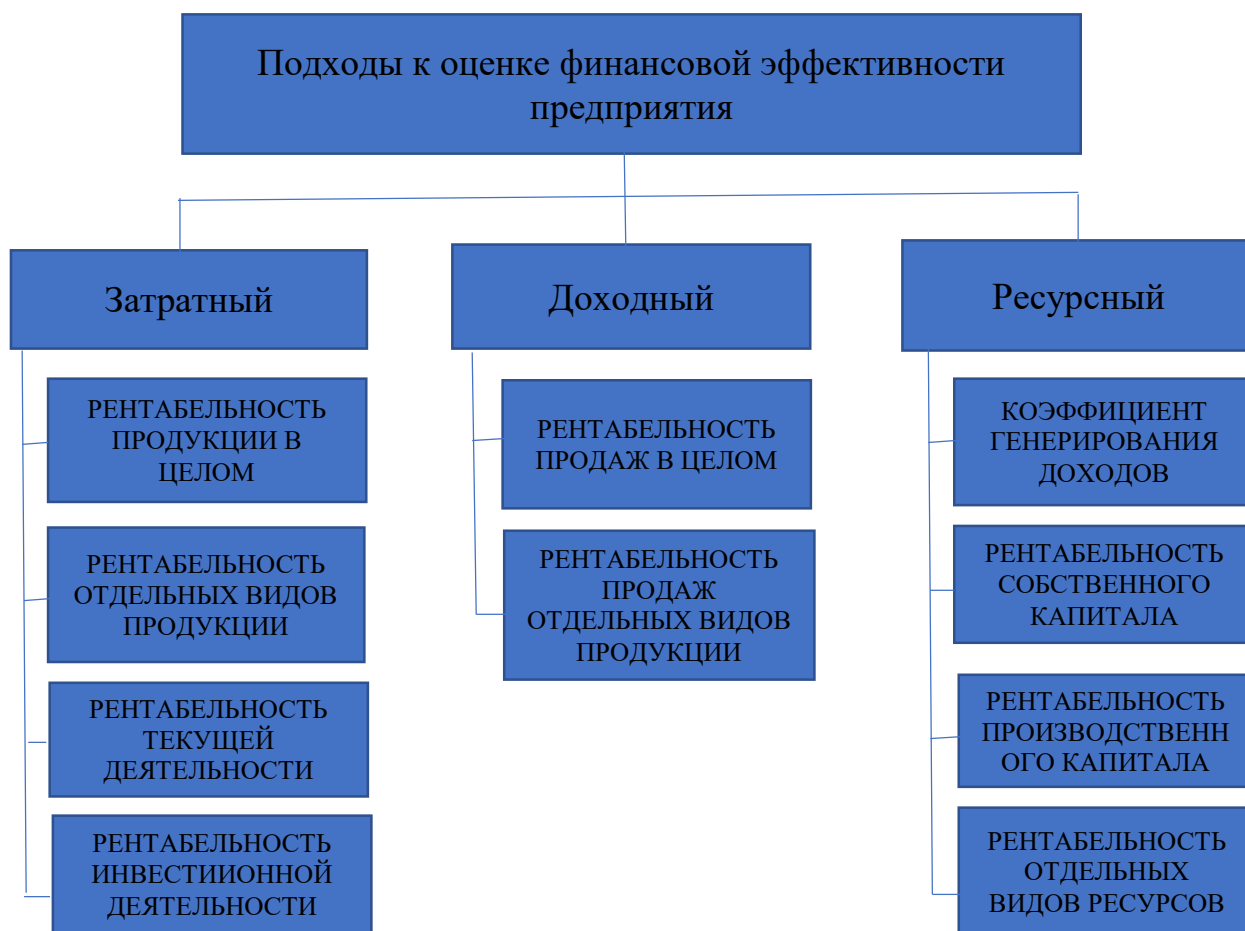 Подходы к оценке финансовой эффективности
предприятия
Затратный
Доходный
Ресурсный
РЕНТАБЕЛЬНОСТЬ
ПРОДУКЦИИ В
ЦЕЛОМ
РЕНТАБЕЛЬНОСТЬ
ОТДЕЛЬНЫХ ВИДОВ
ПРОДУКЦИИ
РЕНТАБЕЛЬНОСТЬ
ТЕКУЩЕЙ
ДЕЯТЕЛЬНОСТИ
РЕНТАБЕЛЬНОСТЬ
ИНВЕСТИИОННОЙ
ДЕЯТЕЛЬНОСТИ
РЕНТАБЕЛЬНОСТЬ
ПРОДАЖ В ЦЕЛОМ
РЕНТАБЕЛЬНОСТЬ
ПРОДАЖ
ОТДЕЛЬНЫХ ВИДОВ
ПРОДУКЦИИ
КОЭФФИЦИЕНТ
ГЕНЕРИРОВАНИЯ
ДОХОДОВ
РЕНТАБЕЛЬНОСТЬ
СОБСТВЕННОГО
КАПИТАЛА
РЕНТАБЕЛЬНОСТЬ
ПРОИЗВОДСТВЕНН
ОГО КАПИТАЛА
РЕНТАБЕЛЬНОСТЬ
ОТДЕЛЬНЫХ
ВИДОВ РЕСУРСОВ